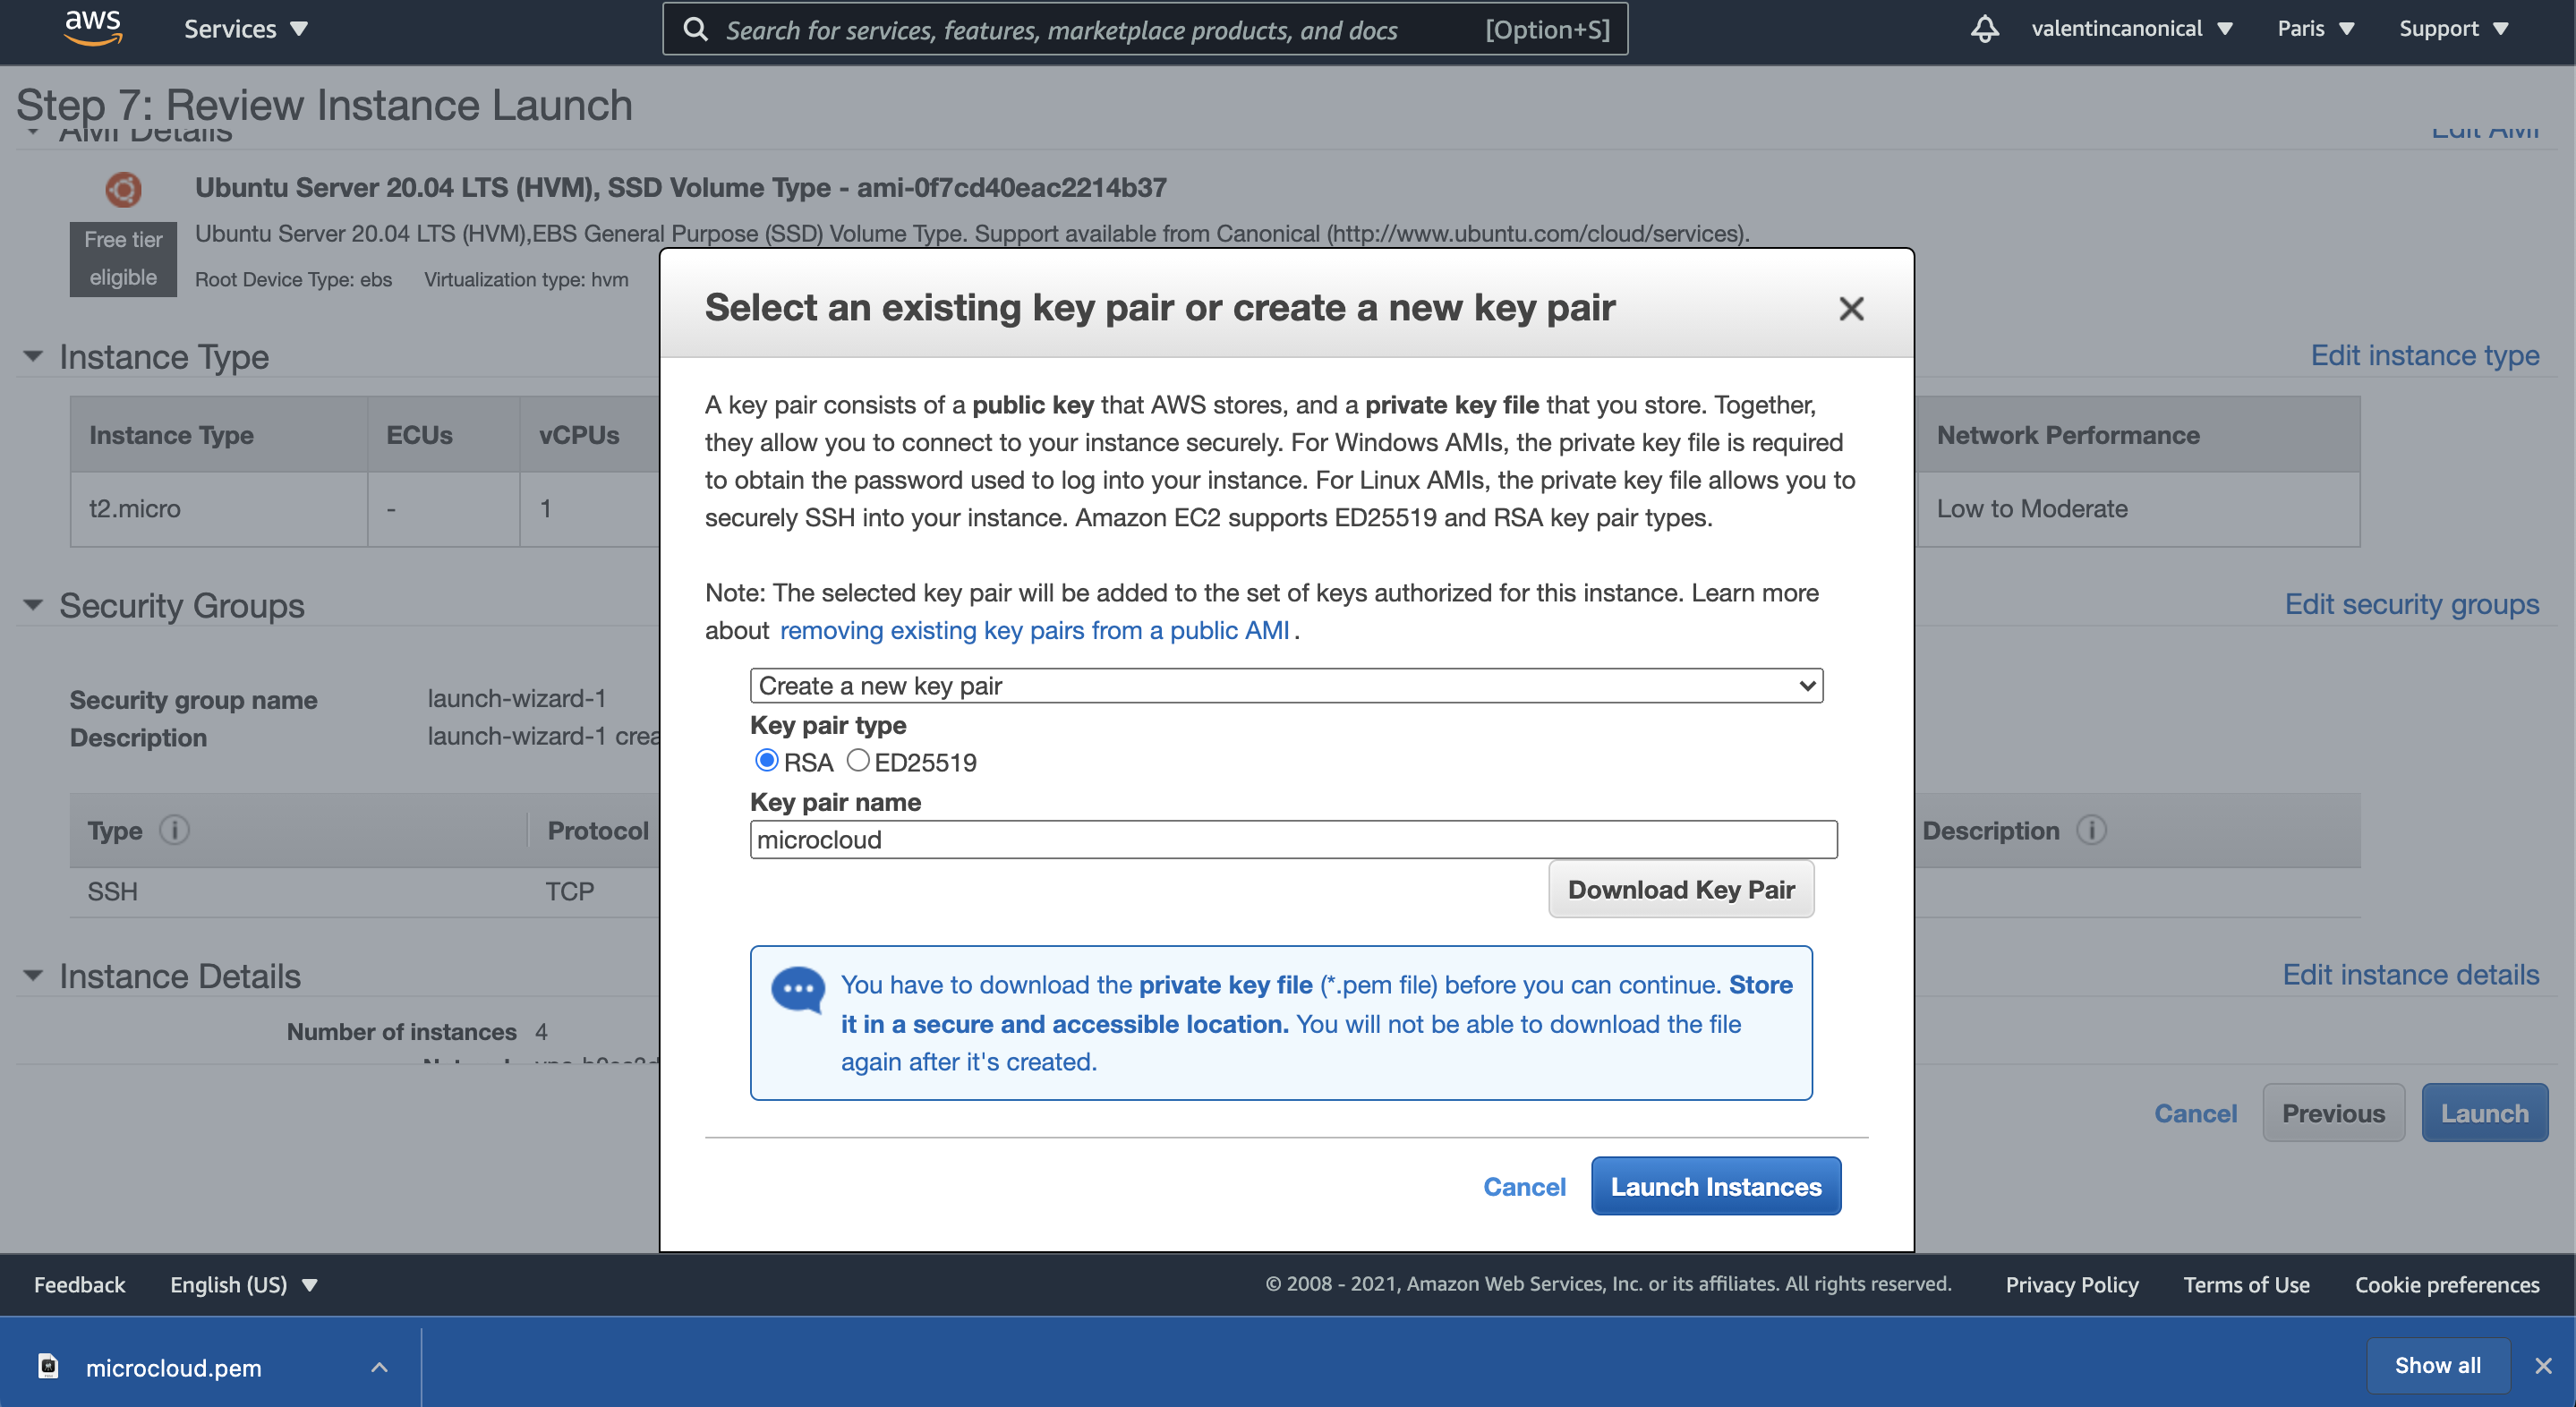 aws
Services
Search for services, features, marketplace products, and docs
[Option+S]
valentincanonical
Paris
Support
Step 7: Review Instance Launch
AMI Details
Edit AMI
Ubuntu Server 20.04 LTS (HVM), SSD Volume Type - ami-0f7cd40eac2214b37
Free tier
eligible
Ubuntu Server 20.04 LTS (HVM),EBS General Purpose (SSD) Volume Type. Support available from Canonical (http://www.ubuntu.com/cloud/services).
Root Device Type: ebs Virtualization type: hvm
Instance Type
Edit instance type
Instance Type ECUs vCPUs
Network Performance
t2.micro - 1
Low to Moderate
Security Groups
Edit security groups
Security group name launch-wizard-1
Description launch-wizard-1 crea
Type Protocol
Description
SSH TCP
Instance Details
Edit instance details
Number of instances 4
Cancel
Previous
Launch
Select an existing key pair or create a new key pair
A key pair consists of a public key that AWS stores, and a private key file that you store. Together,
they allow you to connect to your instance securely. For Windows AMIs, the private key file is required
to obtain the password used to log into your instance. For Linux AMIs, the private key file allows you to
securely SSH into your instance. Amazon EC2 supports ED25519 and RSA key pair types.
Note: The selected key pair will be added to the set of keys authorized for this instance. Learn more
about removing existing key pairs from a public AMI .
Create a new key pair
Key pair type
RSA ED25519
Key pair name
microcloud
Download Key Pair
You have to download the private key file (*.pem file) before you can continue. Store
it in a secure and accessible location. You will not be able to download the file
again after it's created.
Cancel
Launch Instances
Feedback
English (US)
© 2008 - 2021, Amazon Web Services, Inc. or its affiliates. All rights reserved.
Privacy Policy
Terms of Use
Cookie preferences
microcloud.pem
Show all